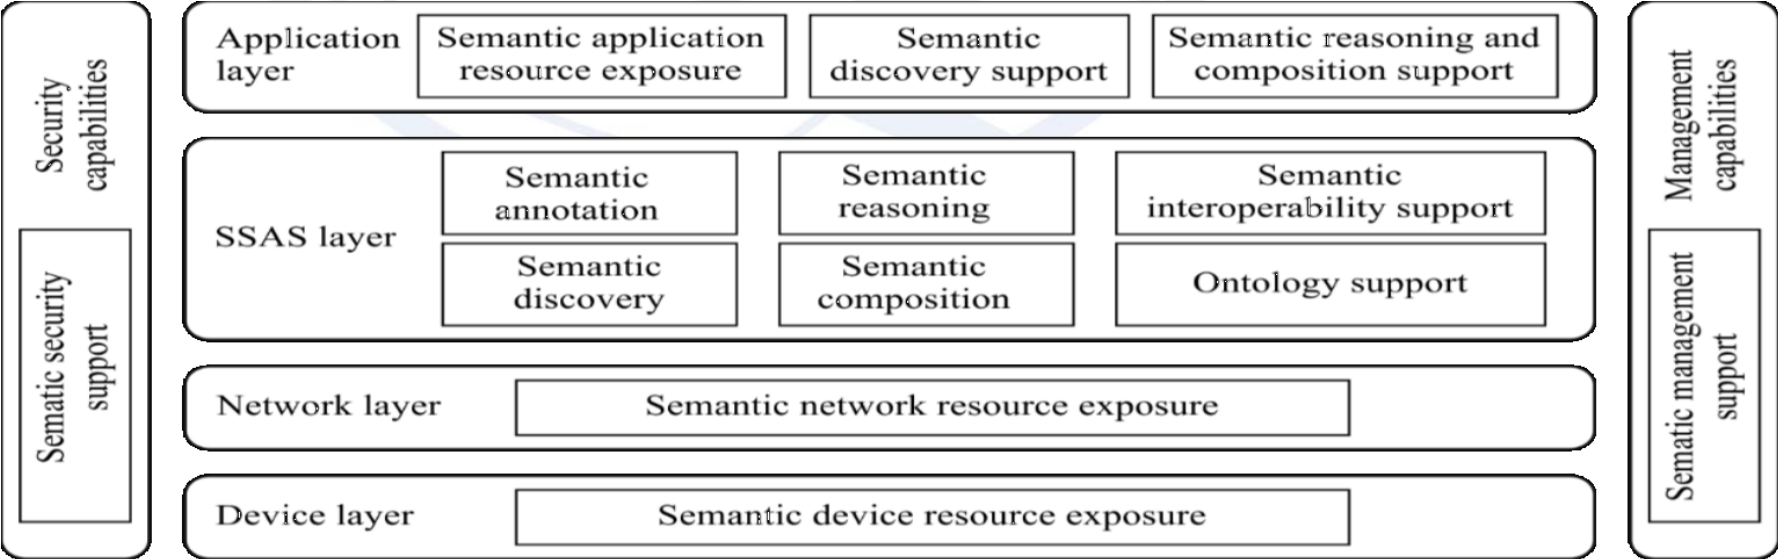 Security
capabilities
Sematic security
support
Application
layer
Semantic application
resource exposure
Semantic
discovery support
Semantic reasoning and
composition support
SSAS layer
Semantic
annotation
Semantic
reasoning
Semantic
interoperability support
Semantic
discovery
Semantic
composition
Ontology support
Network layer
Semantic network resource exposure
Device layer
Semantic device resource exposure
Management
capabilities
Sematic management
support